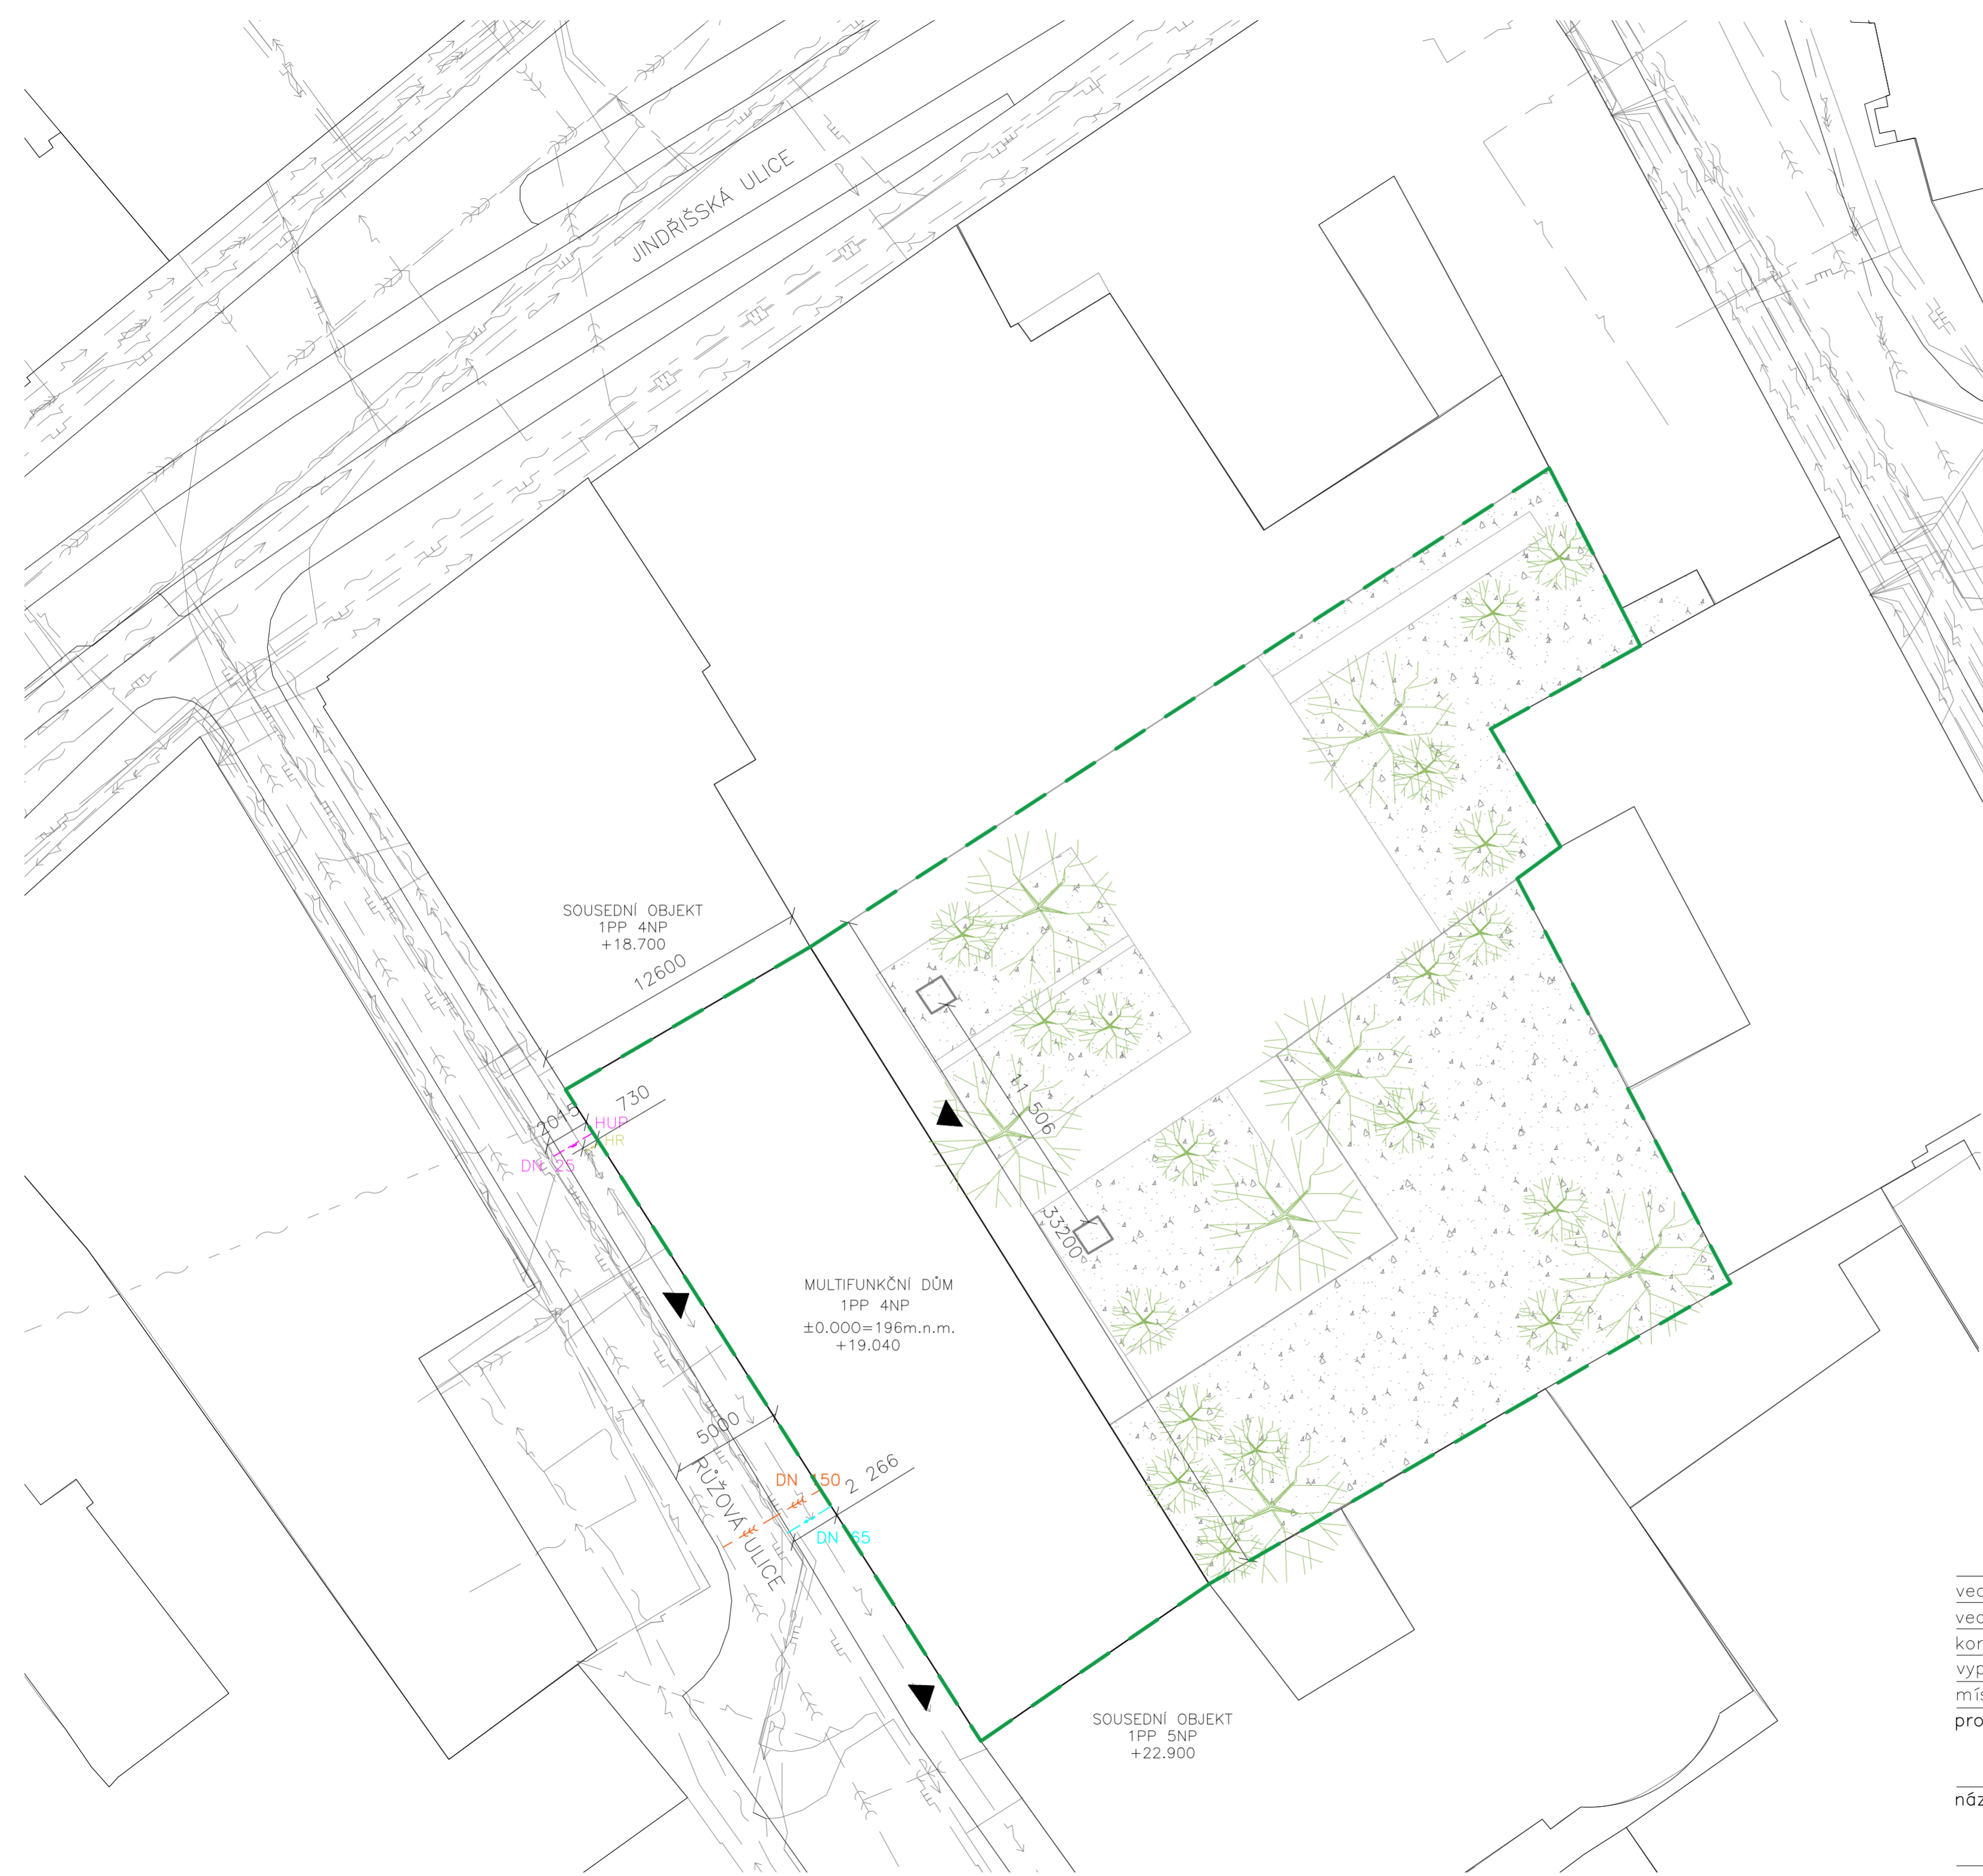 JINDŘIŠSKÁ ULICE
SOUSEDNÍ OBJEKT
1PP 4NP
+18.700
12600
730
2045
HUP
HR
DN 25
11 506
33200
MULTIFUNKČNÍ DŮM
1PP 4NP
±0.000=196m.n.m.
+19.040
5000
DN 150
2 266
DN 65
RŮŽOVÁ ULICE
SOUSEDNÍ OBJEKT
1PP 5NP
+22.900